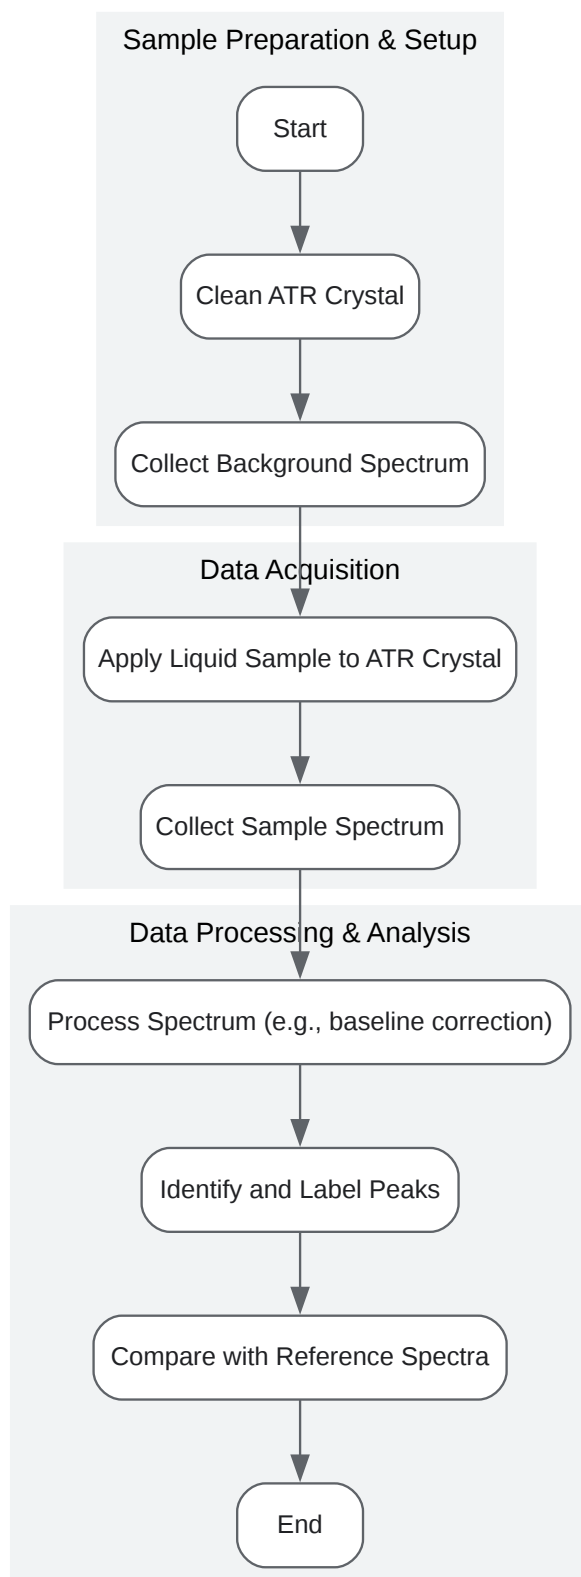 Sample Preparation & Setup
Start
Clean ATR Crystal
Collect Background Spectrum
Data Acquisition
Apply Liquid Sample to ATR Crystal
Collect Sample Spectrum
Data Processing & Analysis
Process Spectrum (e.g., baseline correction)
Identify and Label Peaks
Compare with Reference Spectra
End